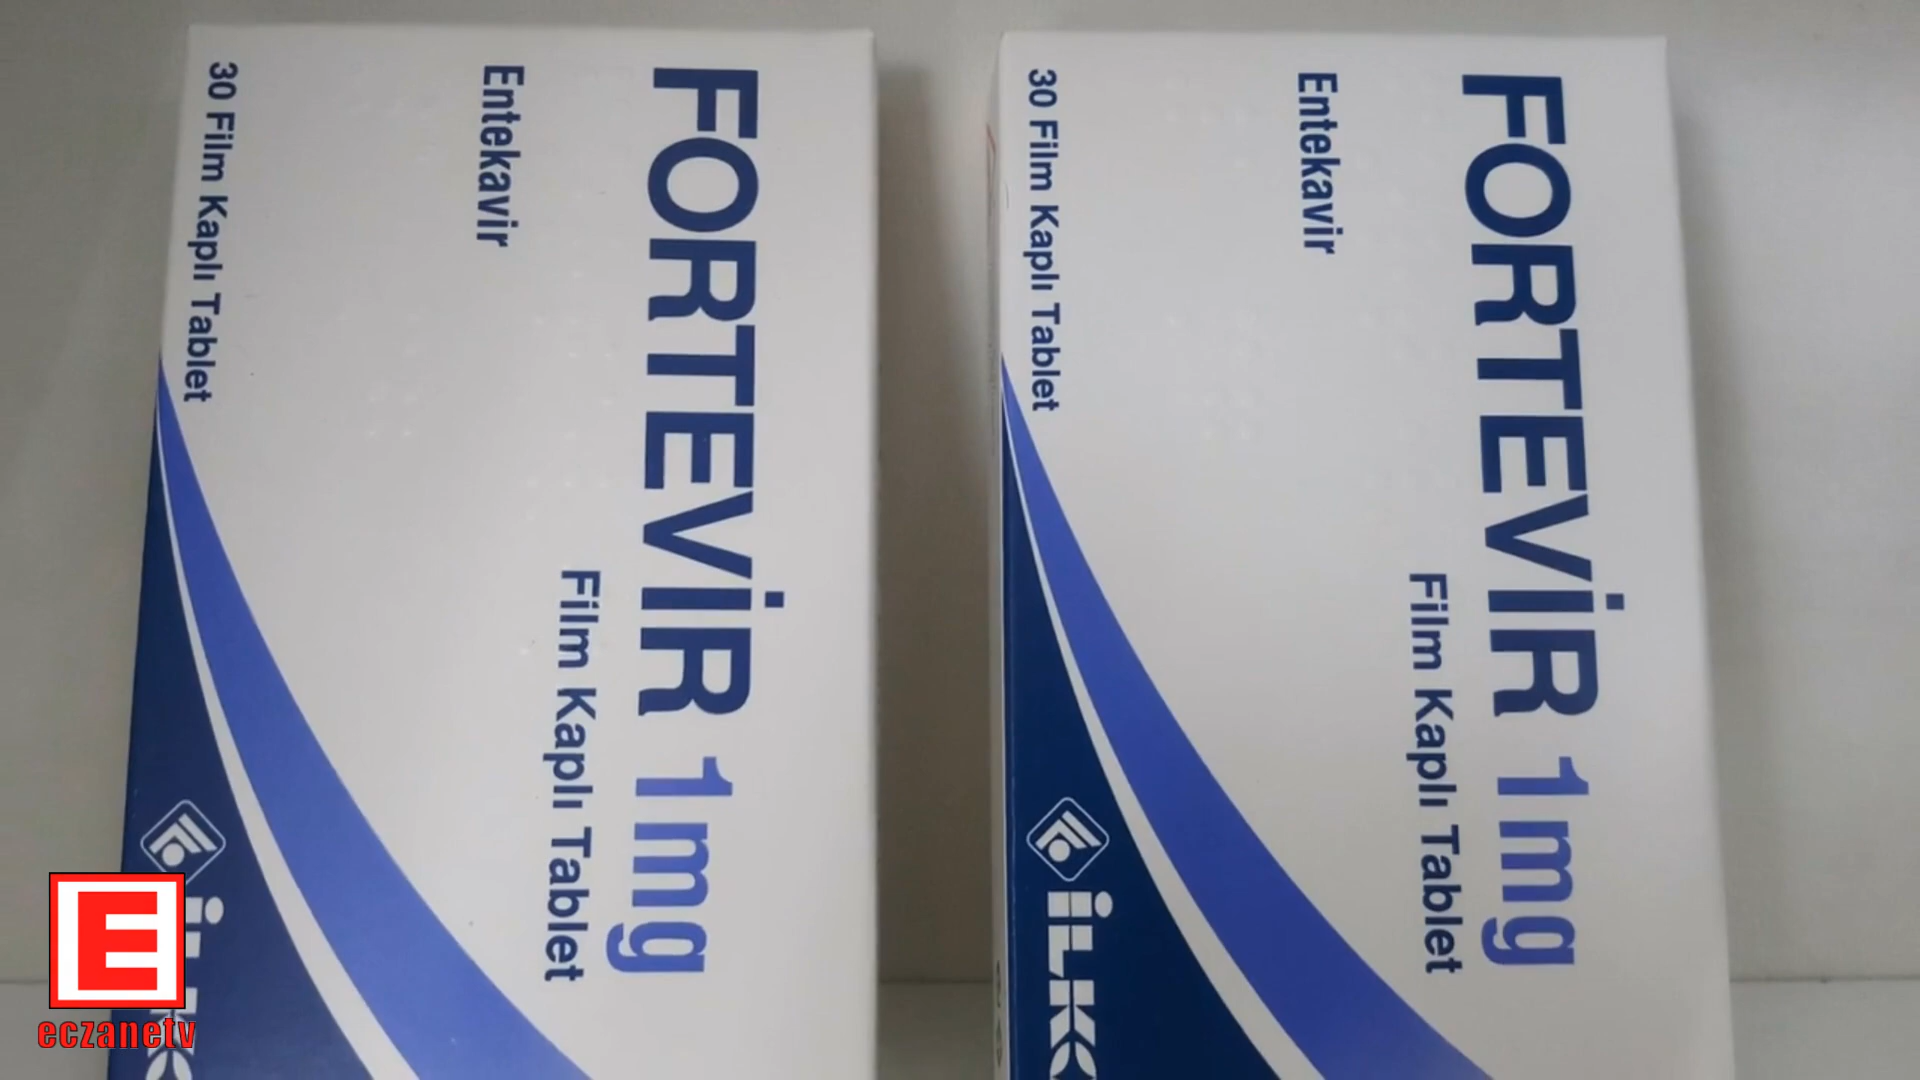 FORTEVİR 1mg
Film Kaplı Tablet
Entekavir
30 Film Kaplı Tablet
İLKO
FORTEVİR 1mg
Film Kaplı Tablet
Entekavir
30 Film Kaplı Tablet
İLKO
E
eczanetv